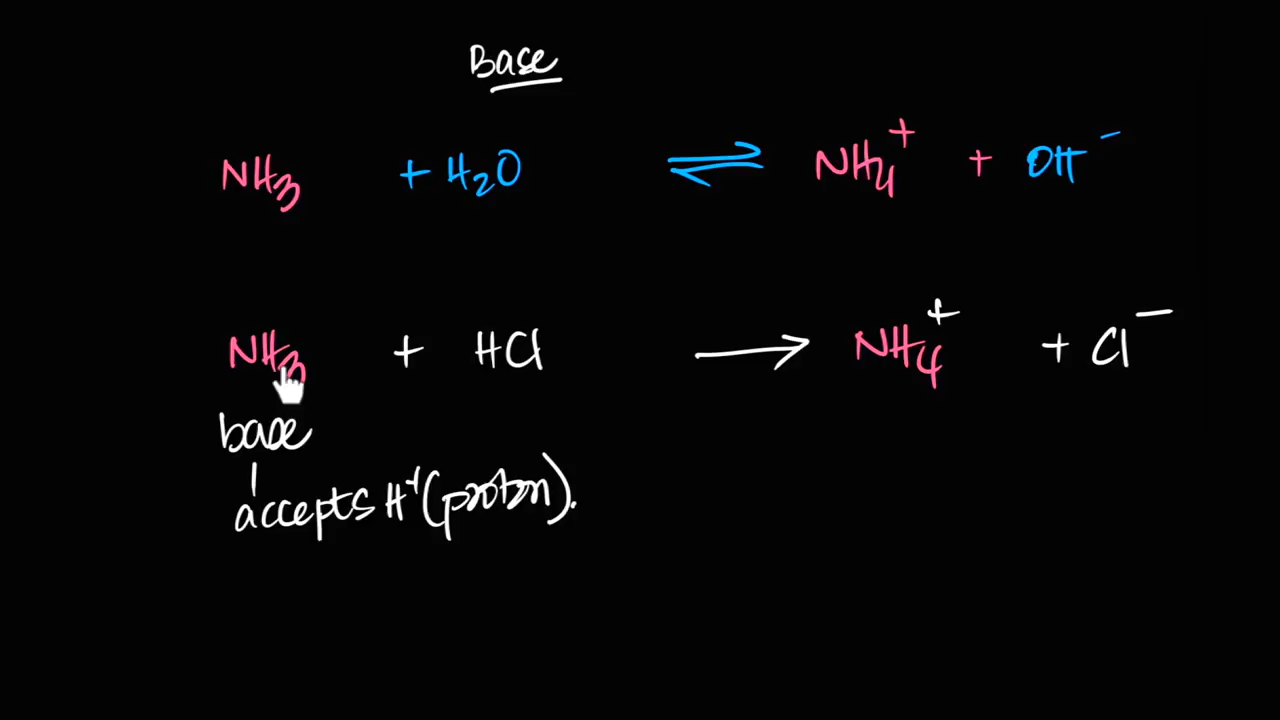 Base
NH3 + H2O ⇌ NH4+ + OH-
NH3 + HCl → NH4+ + Cl-
base
accepts H+ (proton).